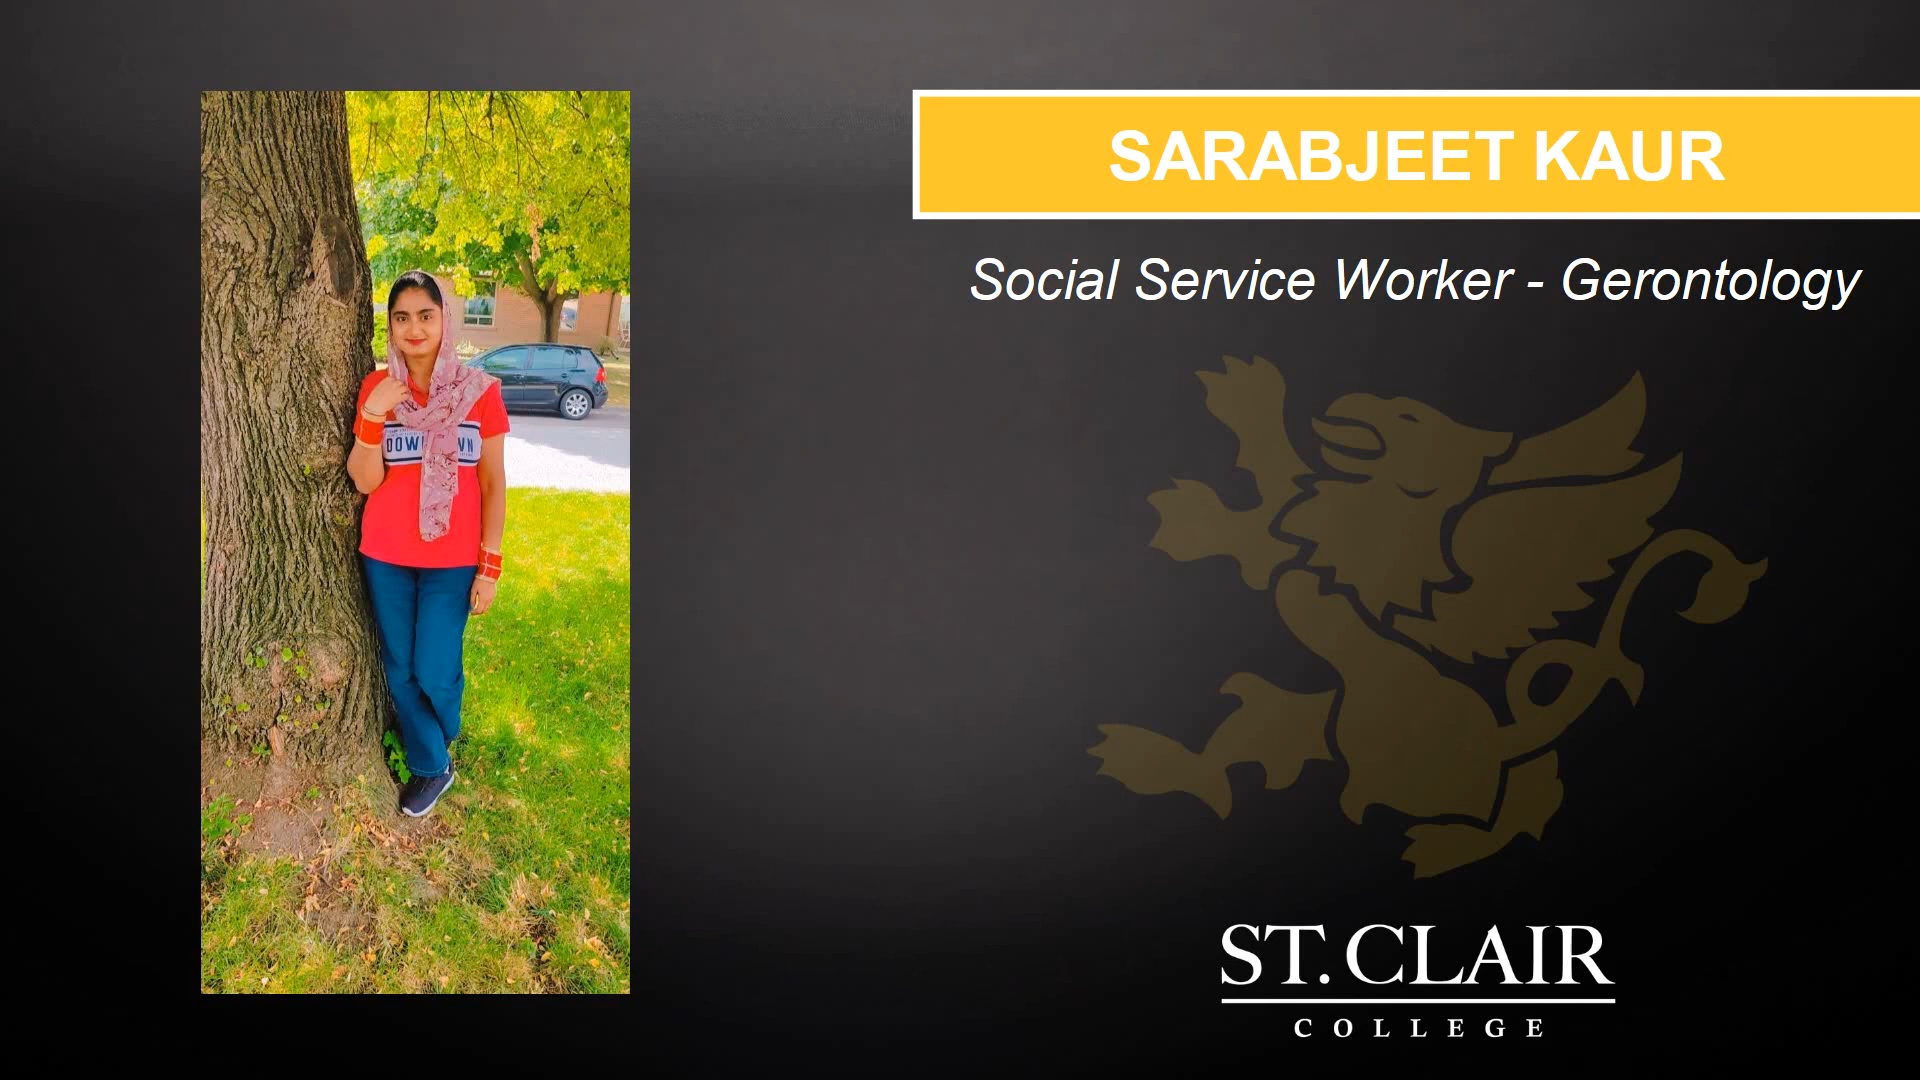 SARABJEET KAUR
Social Service Worker - Gerontology
ST. CLAIR
COLLEGE